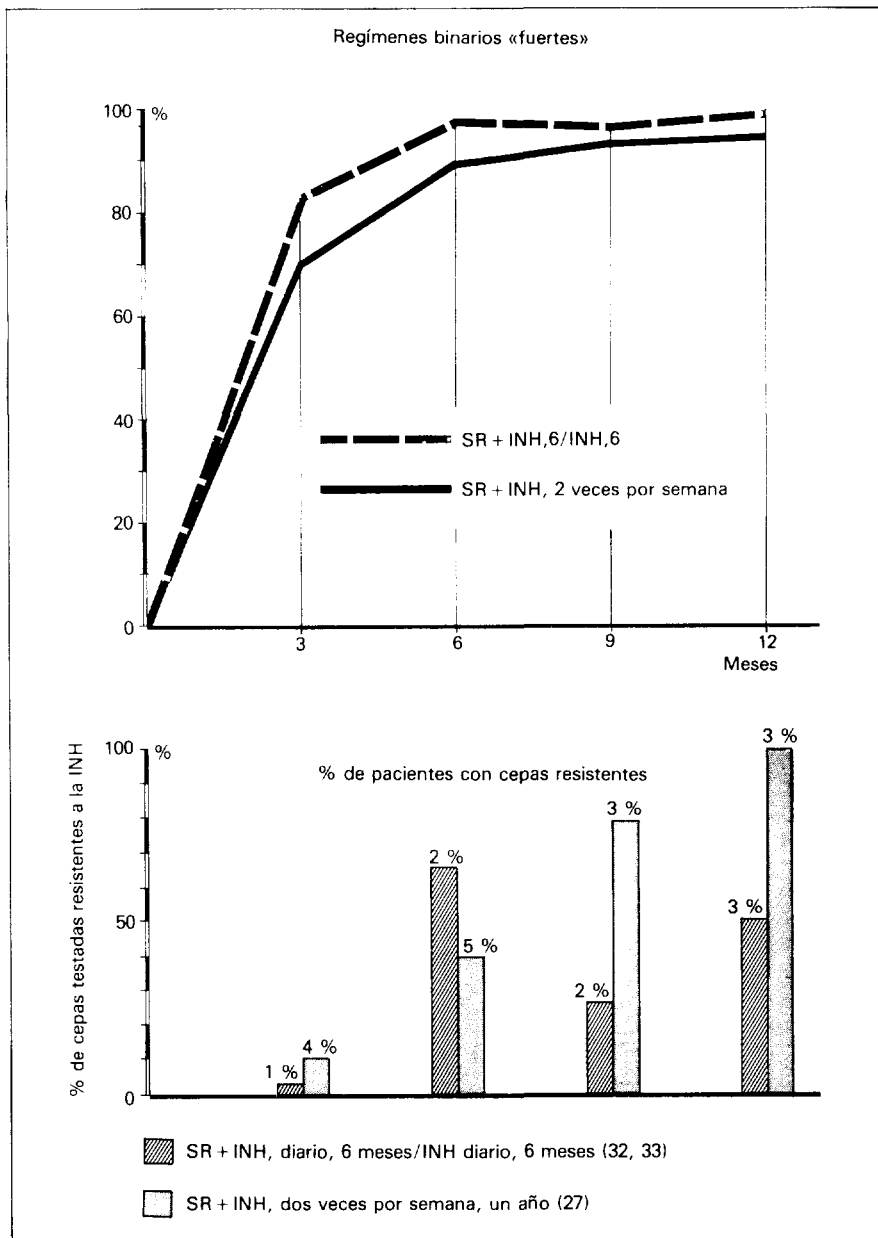 Regímenes binarios «fuertes»
100
%
80
60
40
20
0
SR + INH,6/INH,6
SR + INH, 2 veces por semana
3
6
9
12
Meses
% de cepas testadas resistentes a la INH
100
%
50
0
% de pacientes con cepas resistentes
1 %
4 %
2 %
5 %
2 %
3 %
3 %
3 %
SR + INH, diario, 6 meses/INH diario, 6 meses (32, 33)
SR + INH, dos veces por semana, un año (27)